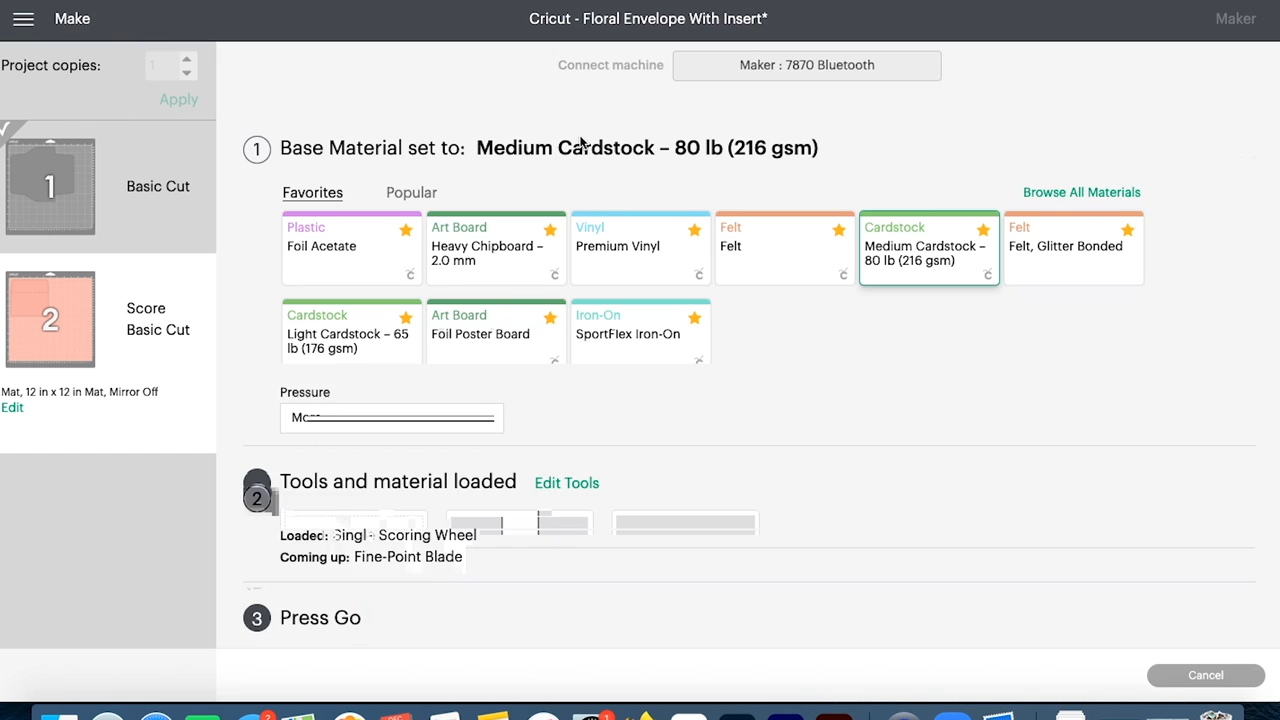 Make
Cricut - Floral Envelope With Insert*
Maker
Project copies:
1
Apply
1
Basic Cut
2
Score
Basic Cut
Mat, 12 in x 12 in Mat, Mirror Off
Edit
Connect machine
Maker : 7870 Bluetooth
1
Base Material set to: Medium Cardstock – 80 lb (216 gsm)
Favorites
Popular
Browse All Materials
Plastic
Foil Acetate
Art Board
Heavy Chipboard –
2.0 mm
Vinyl
Premium Vinyl
Felt
Felt
Cardstock
Medium Cardstock –
80 lb (216 gsm)
Felt
Felt, Glitter Bonded
Cardstock
Light Cardstock – 65
lb (176 gsm)
Art Board
Foil Poster Board
Iron-On
SportFlex Iron-On
Pressure
2
Tools and material loaded
Edit Tools
Loaded: Scoring Wheel
Coming up: Fine-Point Blade
3
Press Go
Cancel
2
DEC
1